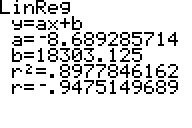 LinReg
y=ax+b
a=-8.689285714
b=18303.125
r²=.8977846162
r=-.9475149689